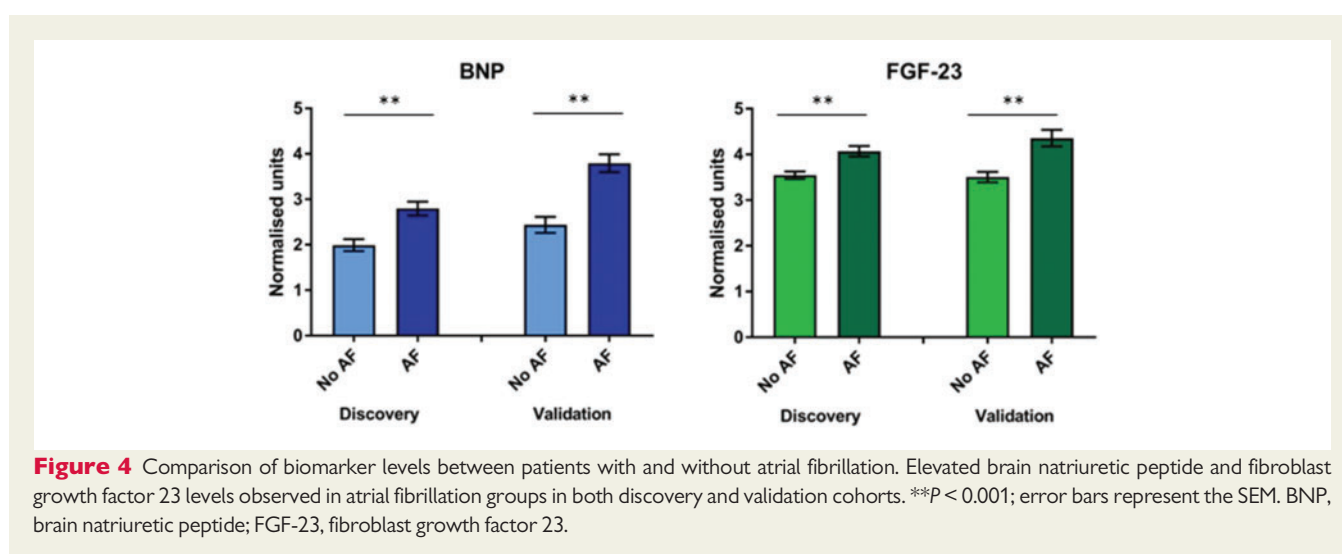 BNP
**
**
5
4
3
2
1
0
Normalised units
No AF
AF
No AF
AF
Discovery
Validation
FGF-23
**
**
5
4
3
2
1
0
Normalised units
No AF
AF
No AF
AF
Discovery
Validation
Figure 4 Comparison of biomarker levels between patients with and without atrial fibrillation. Elevated brain natriuretic peptide and fibroblast
growth factor 23 levels observed in atrial fibrillation groups in both discovery and validation cohorts. **P < 0.001; error bars represent the SEM. BNP,
brain natriuretic peptide; FGF-23, fibroblast growth factor 23.